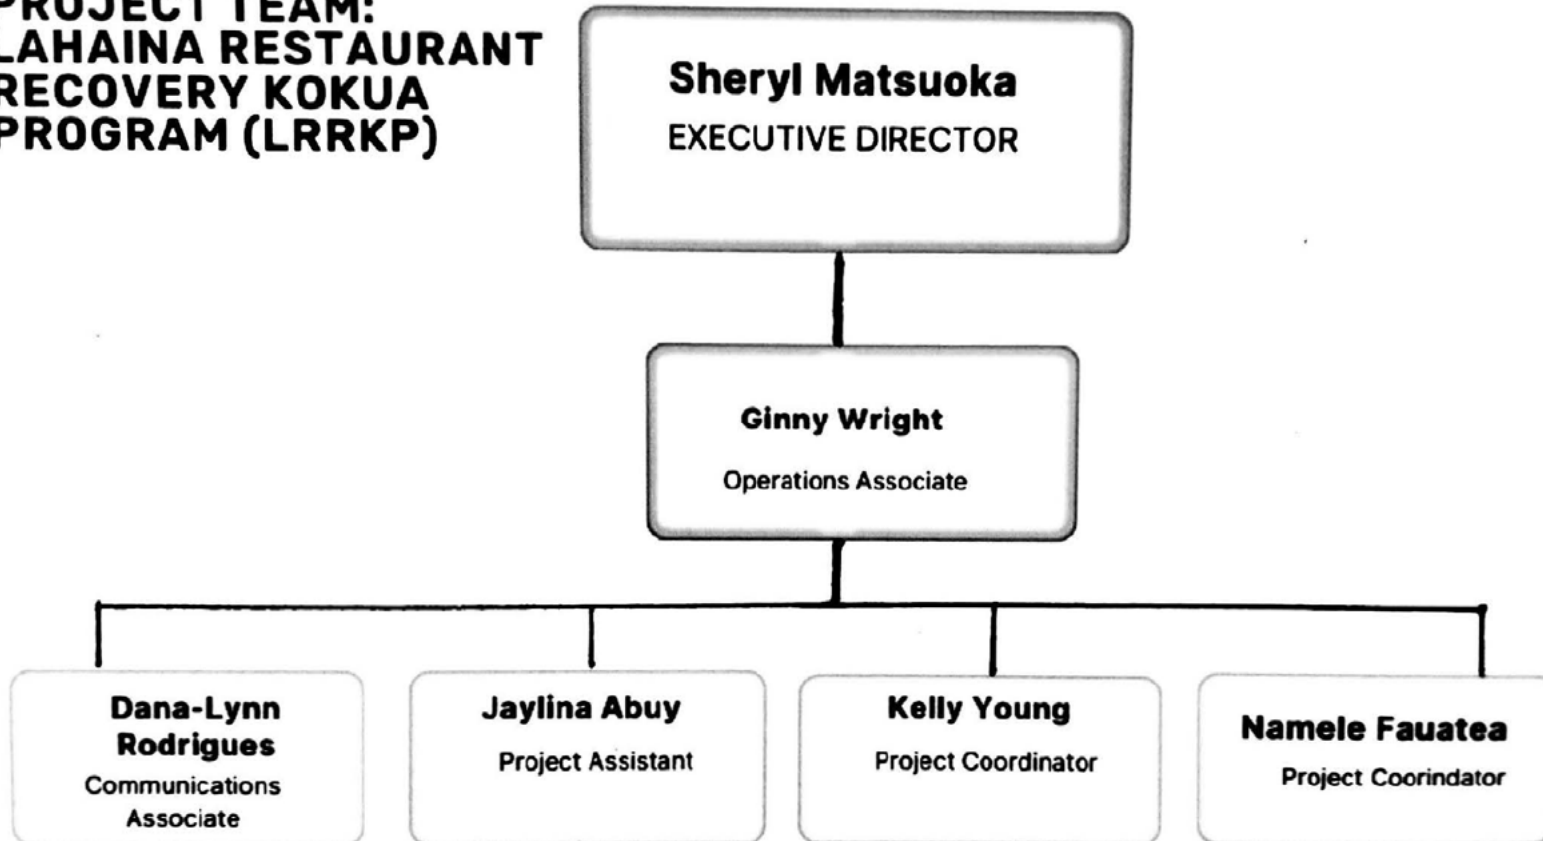 PROJECT TEAM:
LAHAINA RESTAURANT
RECOVERY KOKUA
PROGRAM (LRRKP)
Sheryl Matsuoka
EXECUTIVE DIRECTOR
Ginny Wright
Operations Associate
Dana-Lynn
Rodrigues
Communications
Associate
Jaylina Abuy
Project Assistant
Kelly Young
Project Coordinator
Namele Fauatea
Project Coorindator